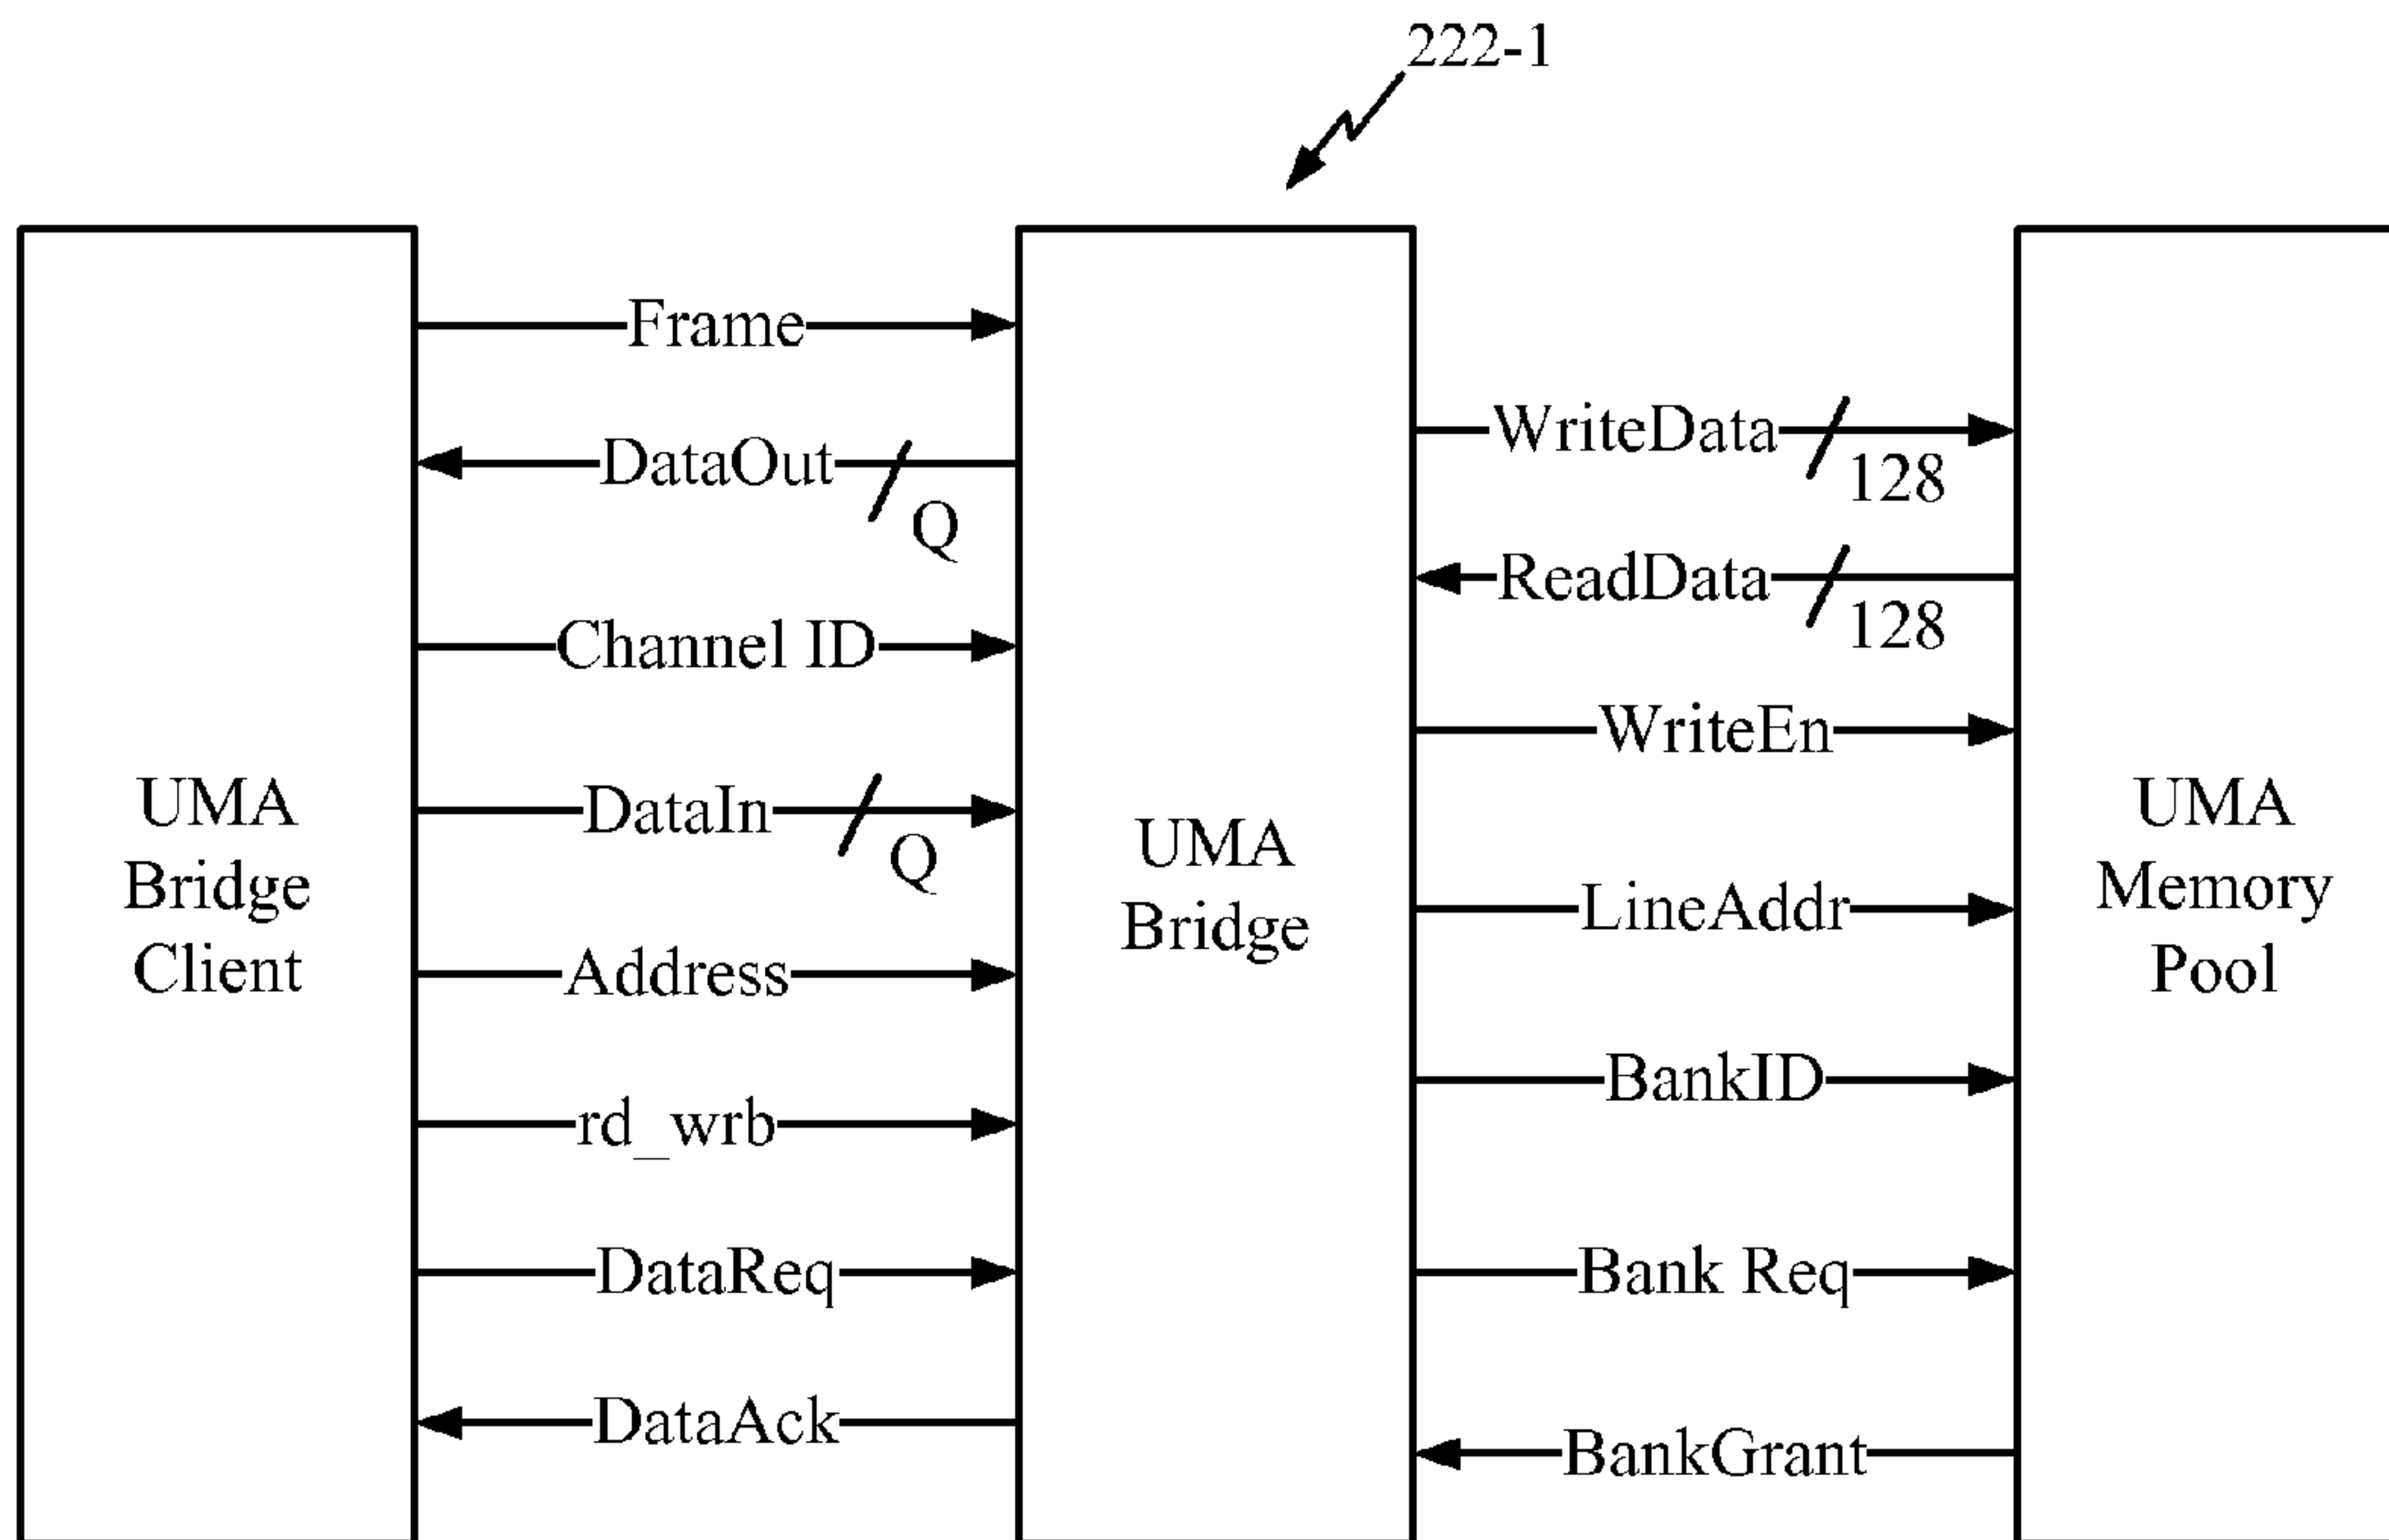 222-1
UMA
Bridge
Client
Frame
DataOut
Q
Channel ID
DataIn
Q
Address
rd_wrb
DataReq
DataAck
UMA
Bridge
WriteData
128
ReadData
128
WriteEn
LineAddr
BankID
Bank Req
BankGrant
UMA
Memory
Pool